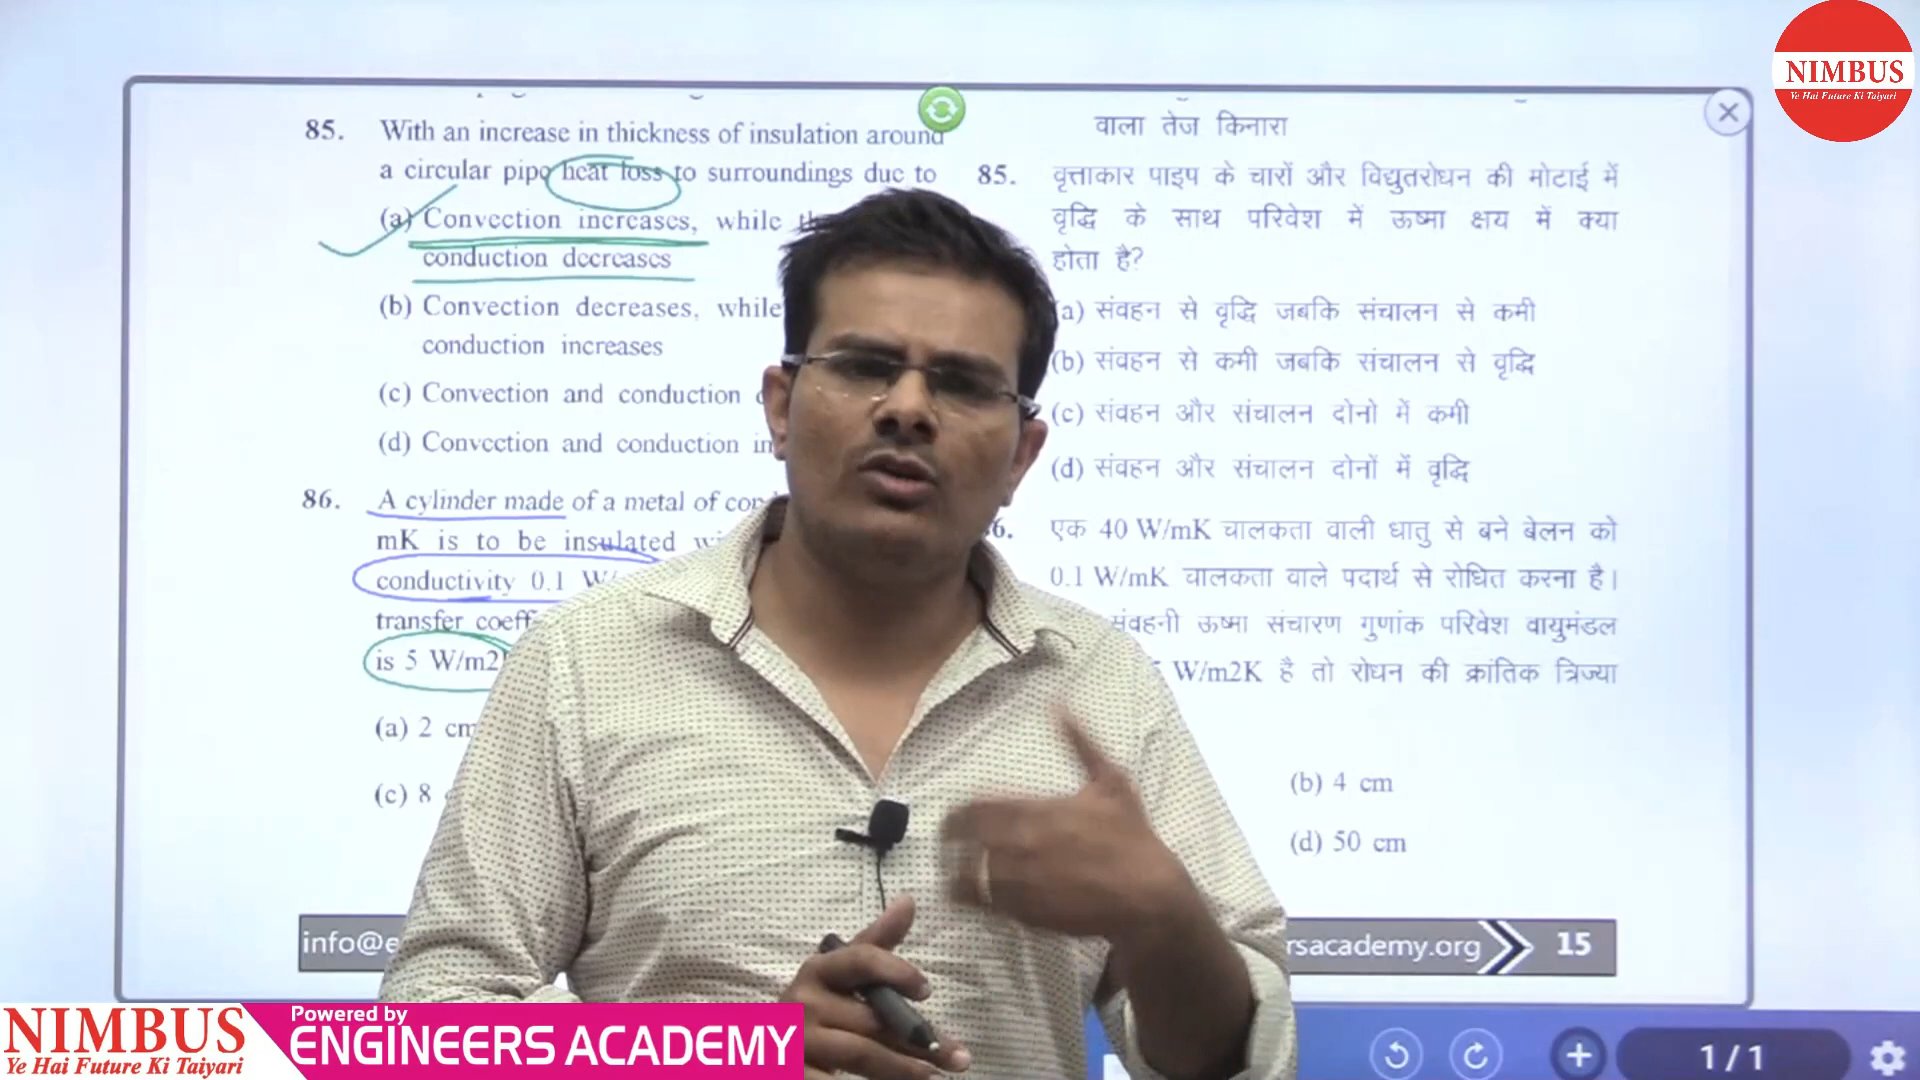 NIMBUS
Ye Hai Future Ki Taiyari
85. With an increase in thickness of insulation around
a circular pipe heat loss to surroundings due to
(a) Convection increases, while
conduction decreases
(b) Convection decreases, while
conduction increases
(c) Convection and conduction
(d) Convection and conduction
86. A cylinder made of a metal of
mK is to be insulated
conductivity 0.1
transfer
is 5 W/m2
(a) 2 cm
(c) 8
वाला तेज किनारा
85. वृत्ताकार पाइप के चारों और विद्युतरोधन की मोटाई में
वृद्धि के साथ परिवेश में ऊष्मा क्षय में क्या
होता है?
(a) संवहन से वृद्धि जबकि संचालन से कमी
(b) संवहन से कमी जबकि संचालन से वृद्धि
(c) संवहन और संचालन दोनो में कमी
(d) संवहन और संचालन दोनों में वृद्धि
6. एक 40 W/mK चालकता वाली धातु से बने बेलन को
0.1 W/mK चालकता वाले पदार्थ से रोधित करना है।
संवहनी ऊष्मा संचारण गुणांक परिवेश वायुमंडल
W/m2K है तो रोधन की क्रांतिक त्रिज्या
(b) 4 cm
(d) 50 cm
info@e
rsacademy.org 15
NIMBUS
Ye Hai Future Ki Taiyari
Powered by
ENGINEERS ACADEMY
1/1